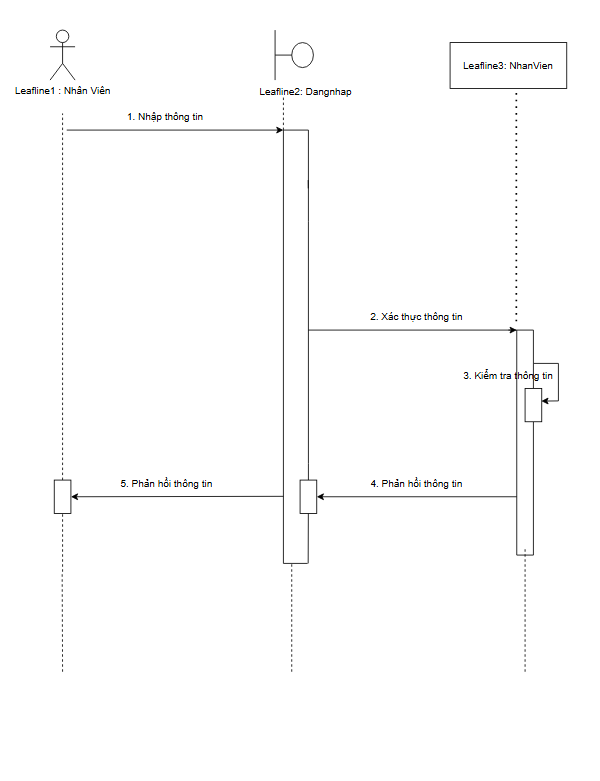 Leafline1 : Nhân Viên
Leafline2: Dangnhap
Leafline3: NhanVien
1. Nhập thông tin
2. Xác thực thông tin
3. Kiểm tra thông tin
5. Phản hồi thông tin
4. Phản hồi thông tin